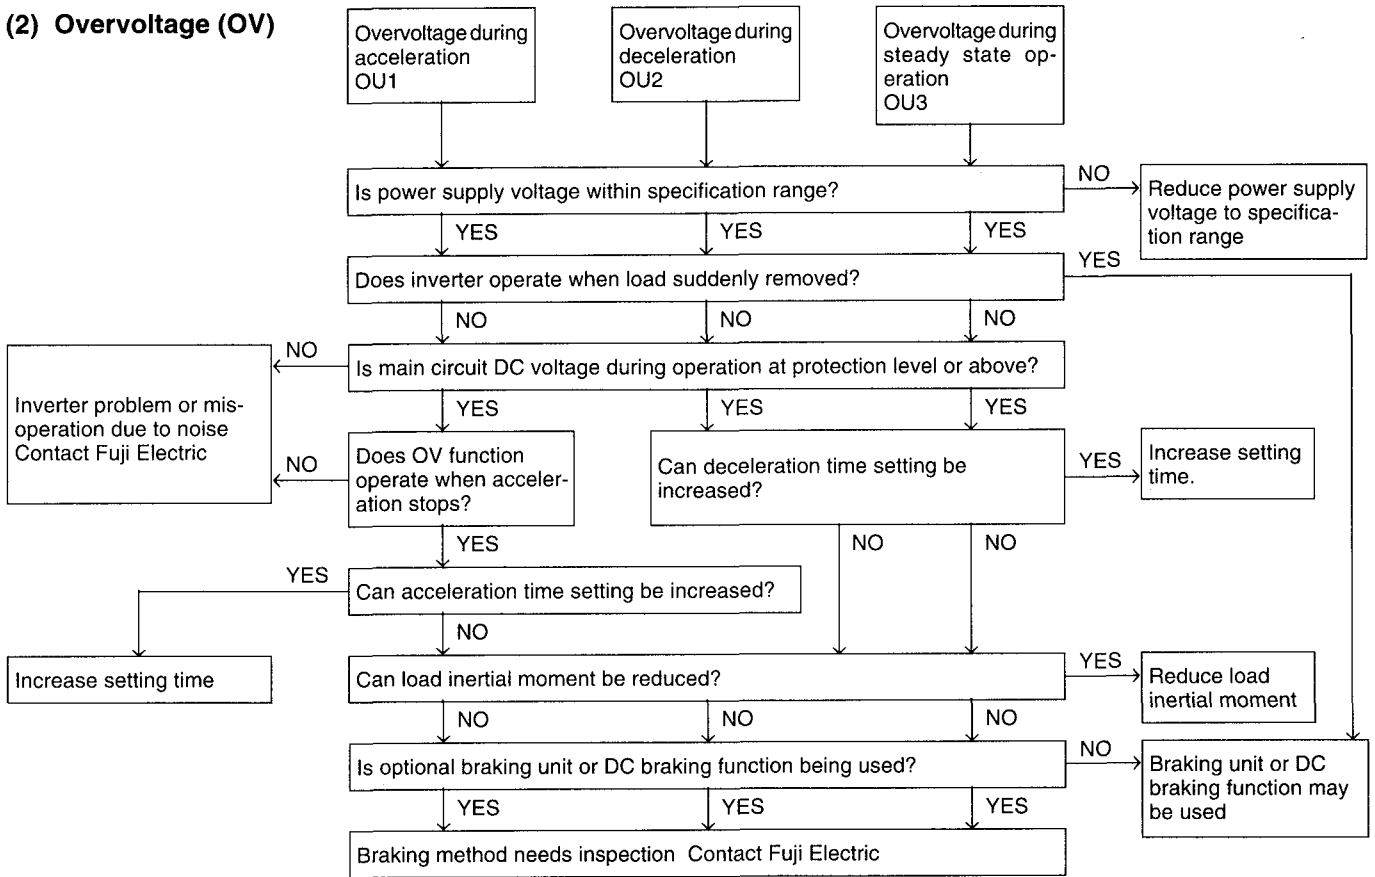 (2) Overvoltage (OV)
Overvoltage during
acceleration
OU1
Overvoltage during
deceleration
OU2
Overvoltage during
steady state op-
eration
OU3
Is power supply voltage within specification range?
NO
Reduce power supply
voltage to specifica-
tion range
YES
YES
YES
Does inverter operate when load suddenly removed?
YES
NO
NO
NO
Is main circuit DC voltage during operation at protection level or above?
NO
Inverter problem or mis-
operation due to noise
Contact Fuji Electric
YES
YES
YES
Does OV function
operate when acceler-
ation stops?
NO
Can deceleration time setting be
increased?
YES
Increase setting
time.
YES
NO
NO
Can acceleration time setting be increased?
YES
Increase setting time
NO
Can load inertial moment be reduced?
YES
Reduce load
inertial moment
NO
NO
NO
Is optional braking unit or DC braking function being used?
NO
Braking unit or DC
braking function may
be used
YES
YES
YES
Braking method needs inspection Contact Fuji Electric